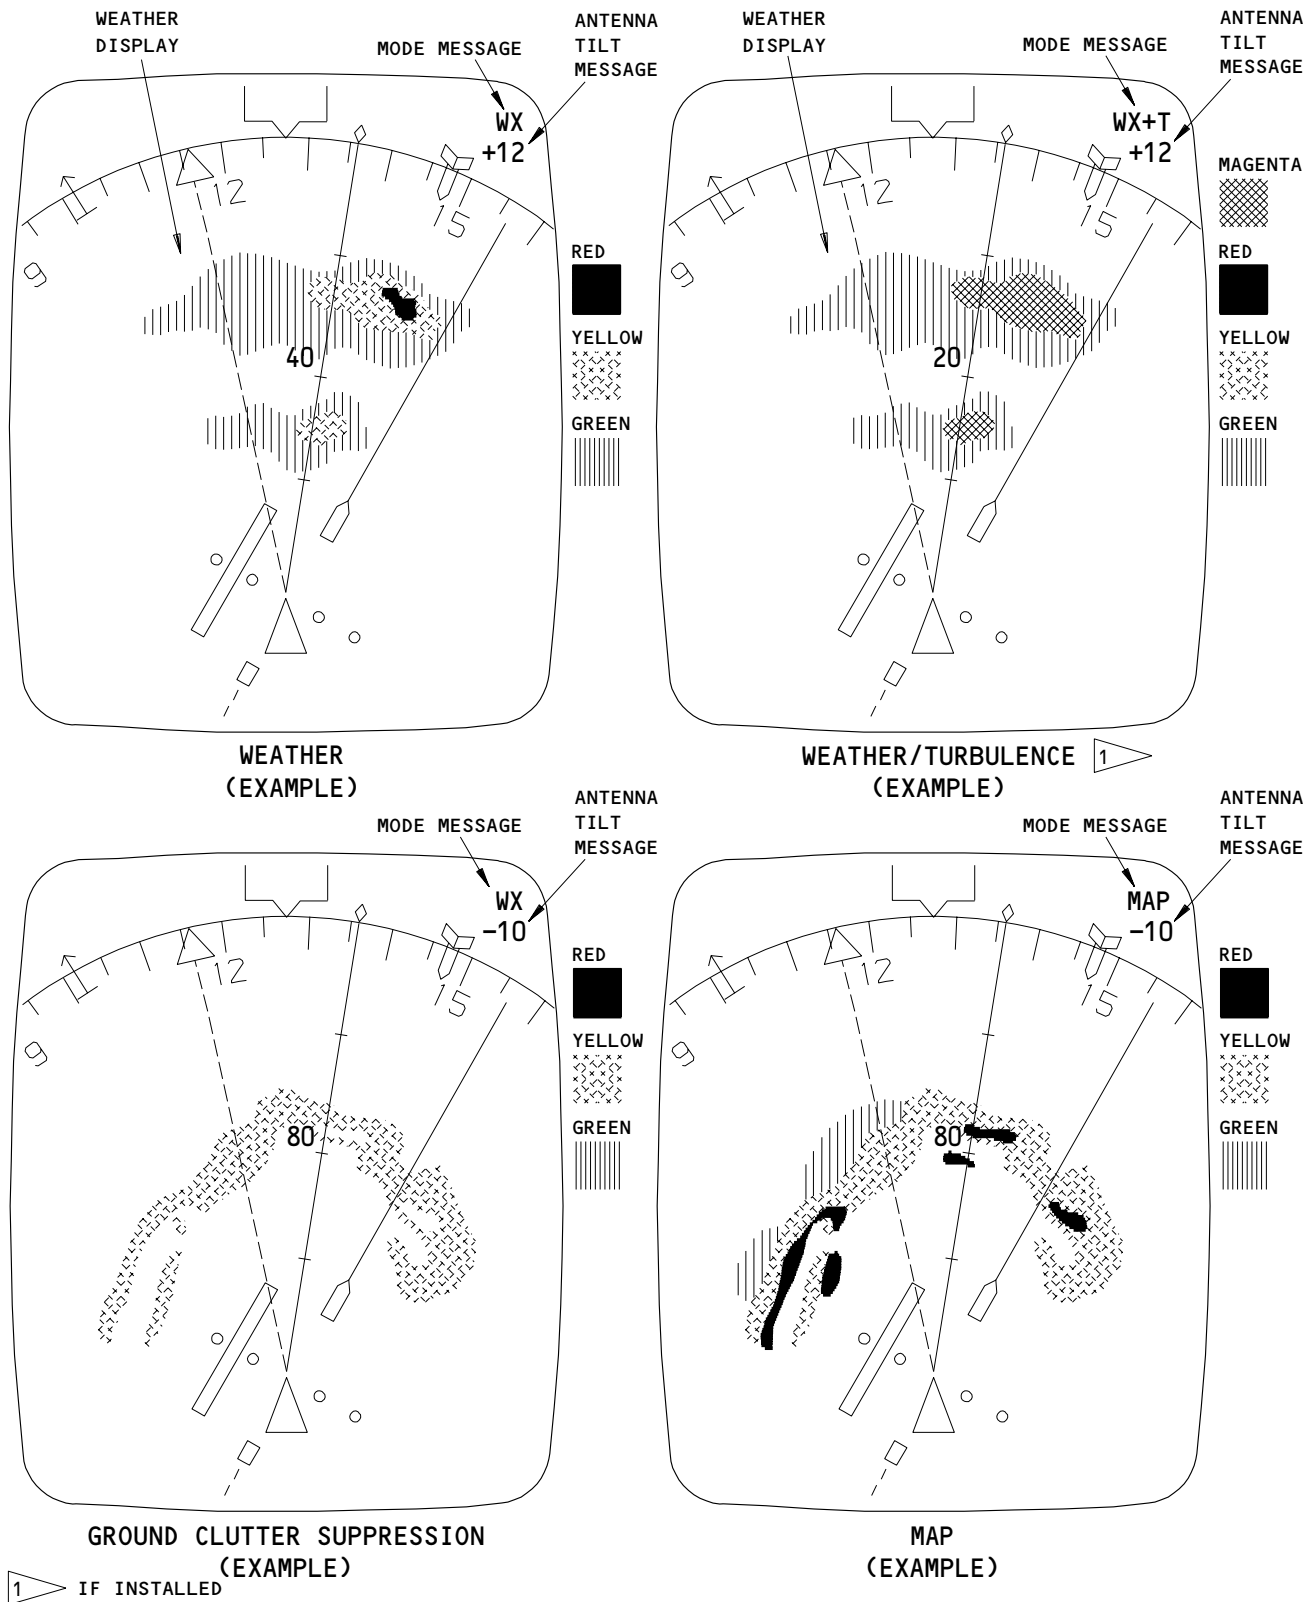 WEATHER
DISPLAY
MODE MESSAGE
ANTENNA
TILT
MESSAGE
WX
+12
12
15
9
40
RED
YELLOW
GREEN
WEATHER
(EXAMPLE)
WEATHER
DISPLAY
MODE MESSAGE
ANTENNA
TILT
MESSAGE
WX+T
+12
12
15
9
20
MAGENTA
RED
YELLOW
GREEN
WEATHER/TURBULENCE 1
(EXAMPLE)
MODE MESSAGE
ANTENNA
TILT
MESSAGE
WX
-10
12
15
9
80
RED
YELLOW
GREEN
GROUND CLUTTER SUPPRESSION
(EXAMPLE)
MODE MESSAGE
ANTENNA
TILT
MESSAGE
MAP
-10
12
15
9
80
RED
YELLOW
GREEN
MAP
(EXAMPLE)
1 IF INSTALLED